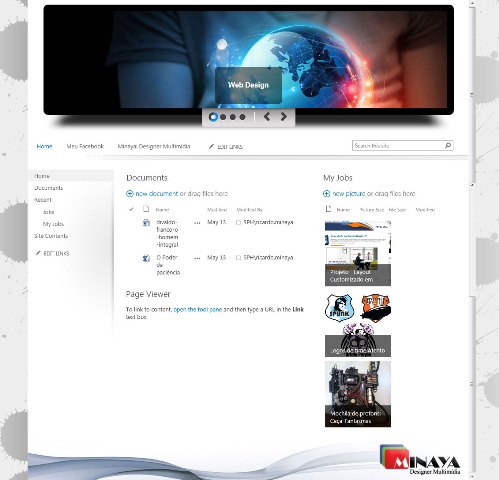 Web Design
Home Meu Facebook Minaya: Designer Multimidia EDIT LINKS
Search this site
Home
Documents
Recent
Jobs
My Jobs
Site Contents
EDIT LINKS
Documents
new document or drag files here
Name Modified Modified By
divaldo-
franco-o
-homem
-integral
... May 13 SPH\ricardo.minaya
O Poder
da
paciência
... May 13 SPH\ricardo.minaya
Page Viewer
To link to content, open the tool pane and then type a URL in the Link
text box.
My Jobs
new picture or drag files here
Name Picture Size File Size Modified
Projeto Layout
Customizado em
SPUNK
Logos de time
Mochila de protons:
Caça Fantasmas
MINAYA
Designer Multimidia